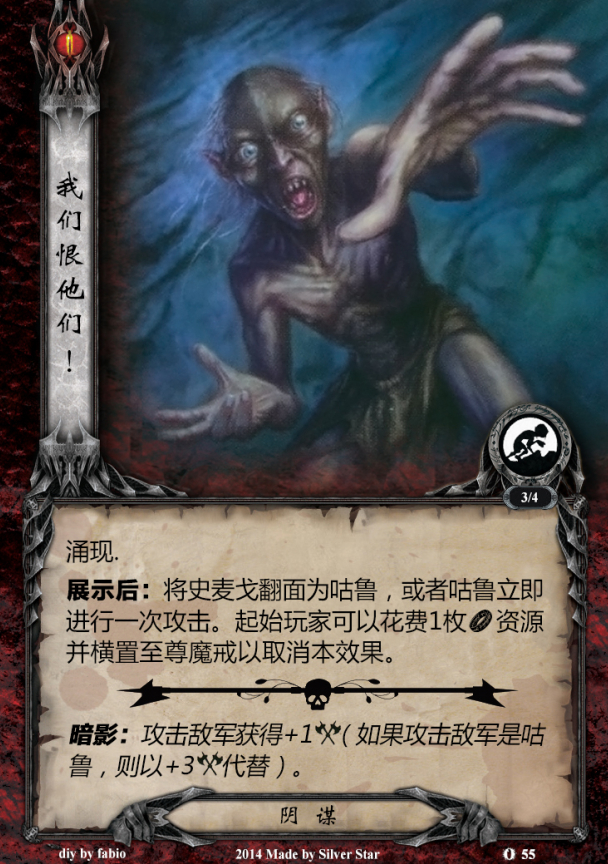 我们恨他们！
3/4
涌现.
展示后：将史麦戈翻面为咕鲁，或者咕鲁立即
进行一次攻击。起始玩家可以花费1枚资源
并横置至尊魔戒以取消本效果。
暗影：攻击敌军获得+1（如果攻击敌军是咕
鲁，则以+3代替）。
阴谋
diy by fabio 2014 Made by Silver Star 55